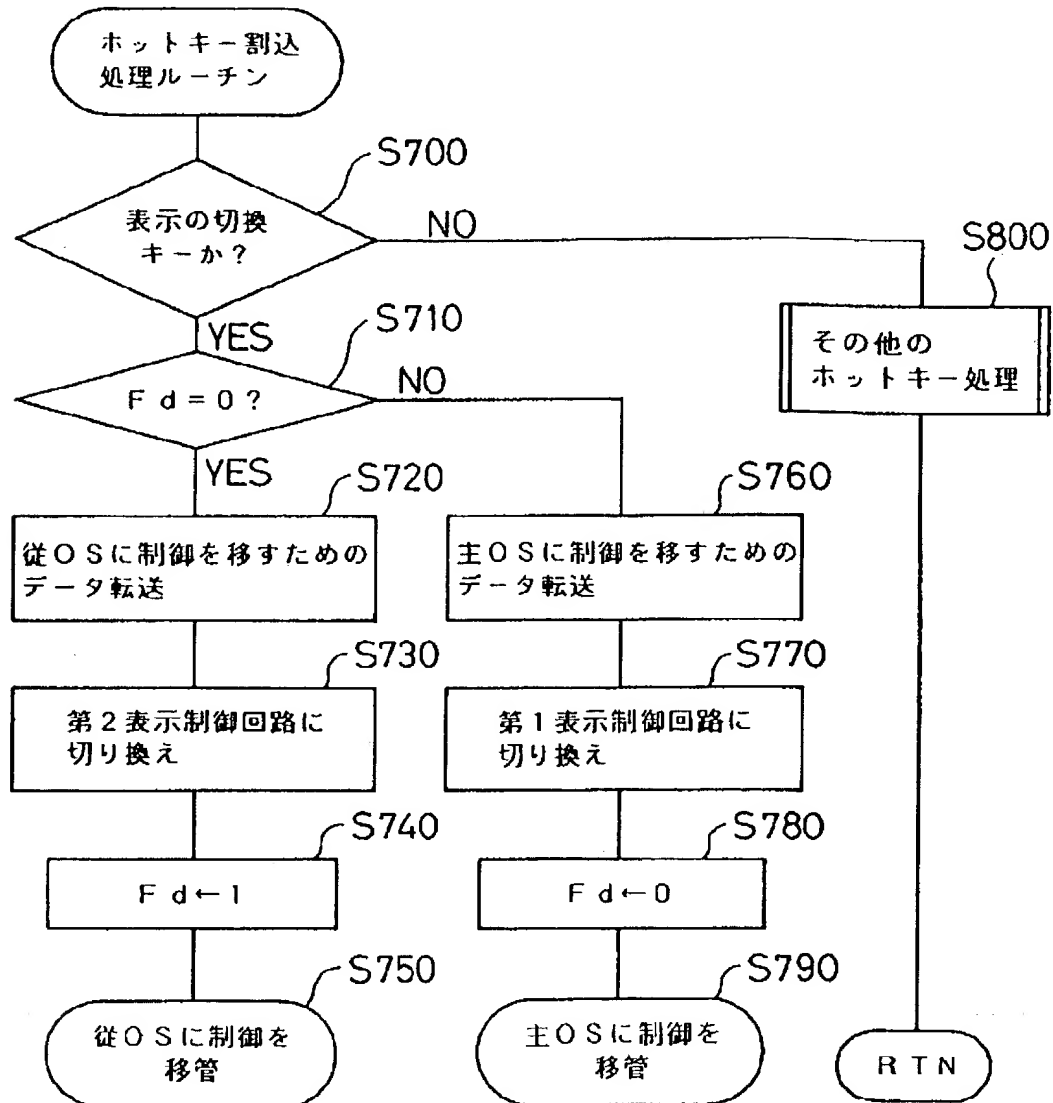 ホットキー割込
処理ルーチン
S700
表示の切換
キーか?
NO
S800
YES
S710
その他の
ホットキー処理
Fd=0?
NO
YES
S720
S760
従OSに制御を移すための
データ転送
主OSに制御を移すための
データ転送
S730
S770
第2表示制御回路に
切り換え
第1表示制御回路に
切り換え
S740
S780
Fd←1
Fd←0
S750
S790
従OSに制御を
移管
主OSに制御を
移管
RTN